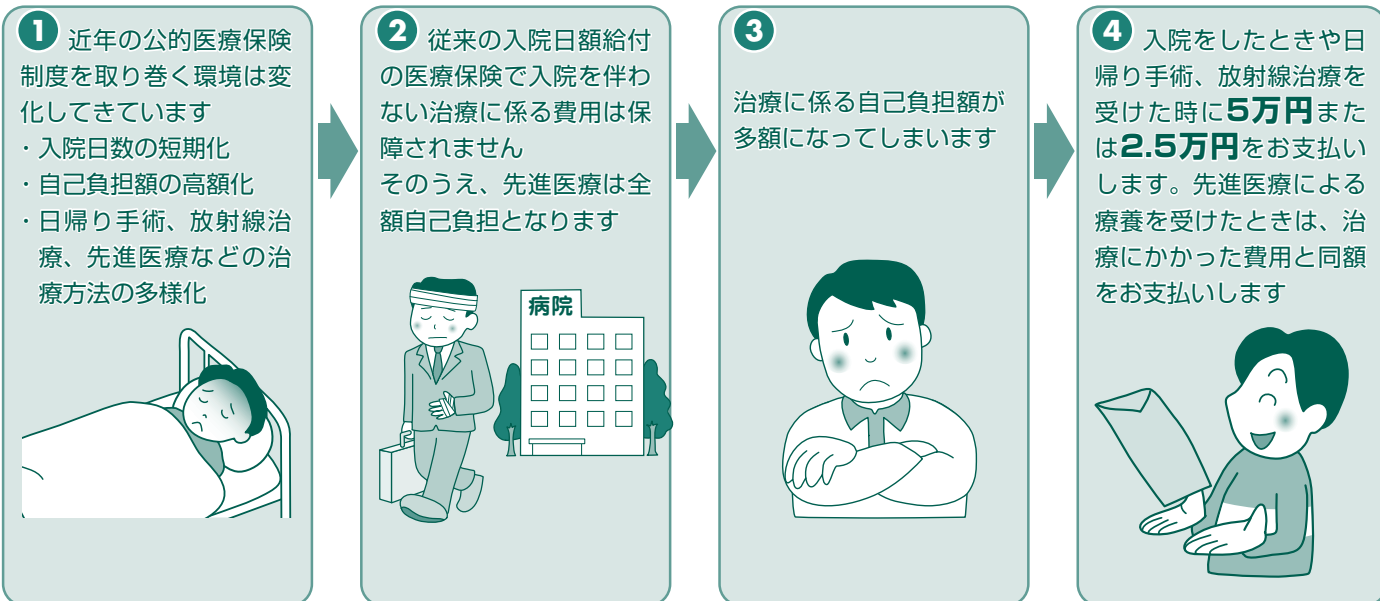 1 近年の公的医療保険
制度を取り巻く環境は変
化してきています
・入院日数の短期化
・自己負担額の高額化
・日帰り手術、放射線治
療、先進医療などの治
療方法の多様化
2 従来の入院日額給付
の医療保険で入院を伴わ
ない治療に係る費用は保
障されません
そのうえ、先進医療は全
額自己負担となります
病院
3
治療に係る自己負担額が
多額になってしまいます
4 入院をしたときや日
帰り手術、放射線治療を
受けた時に5万円また
は2.5万円をお支払い
します。先進医療による
療養を受けたときは、治
療にかかった費用と同額
をお支払いします